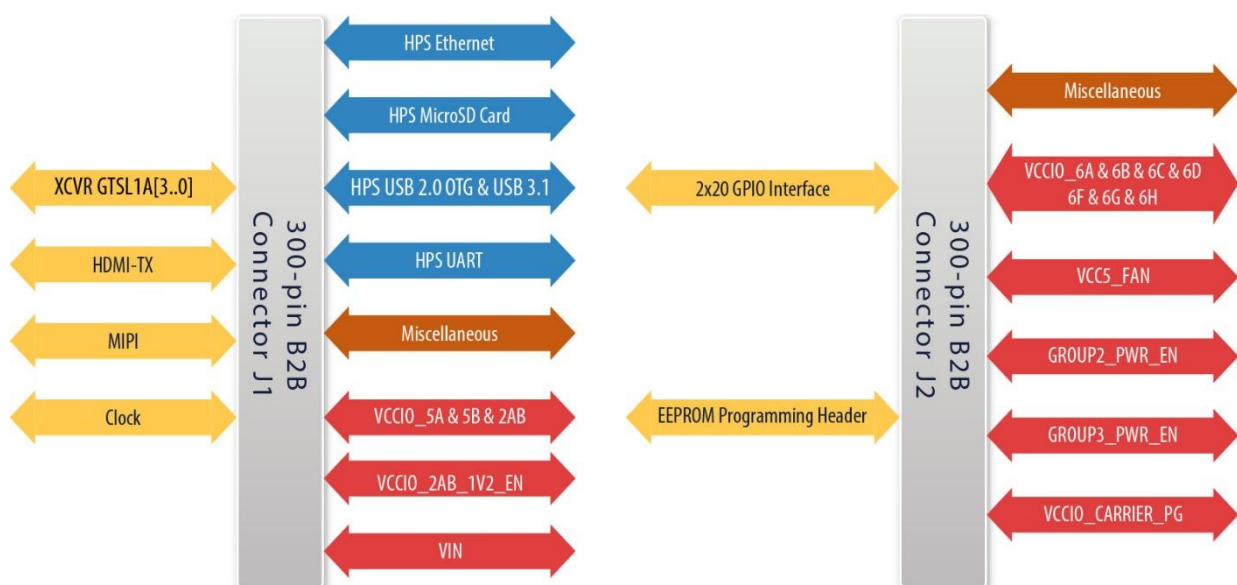 XCVR GTSL1A[3..0]
HDMI-TX
MIPI
Clock
300-pin B2B
Connector J1
HPS Ethernet
HPS MicroSD Card
HPS USB 2.0 OTG & USB 3.1
HPS UART
Miscellaneous
VCCIO_5A & 5B & 2AB
VCCIO_2AB_1V2_EN
VIN
2x20 GPIO Interface
EEPROM Programming Header
300-pin B2B
Connector J2
Miscellaneous
VCCIO_6A & 6B & 6C & 6D
6F & 6G & 6H
VCC5_FAN
GROUP2_PWR_EN
GROUP3_PWR_EN
VCCIO_CARRIER_PG